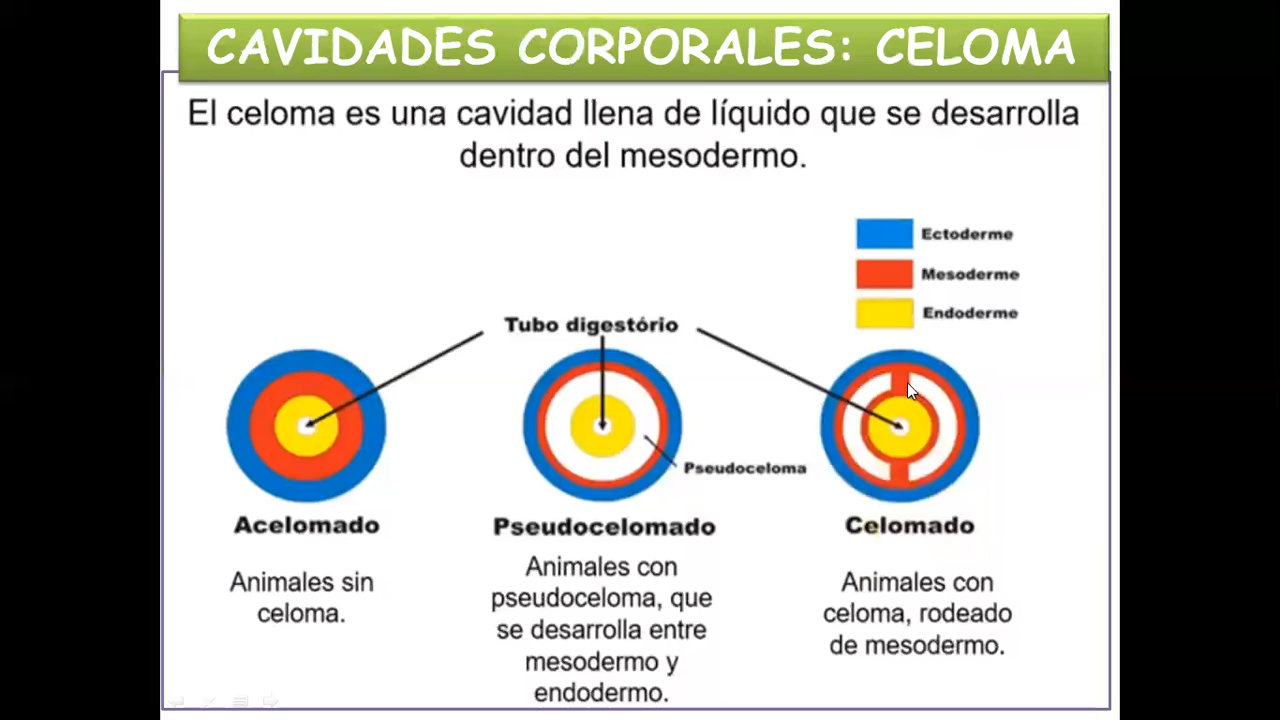 CAVIDADES CORPORALES: CELOMA
El celoma es una cavidad llena de líquido que se desarrolla
dentro del mesodermo.
Ectoderme
Mesoderme
Endoderme
Tubo digestório
Pseudoceloma
Acelomado
Animales sin
celoma.
Pseudocelomado
Animales con
pseudoceloma, que
se desarrolla entre
mesodermo y
endodermo.
Celomado
Animales con
celoma, rodeado
de mesodermo.